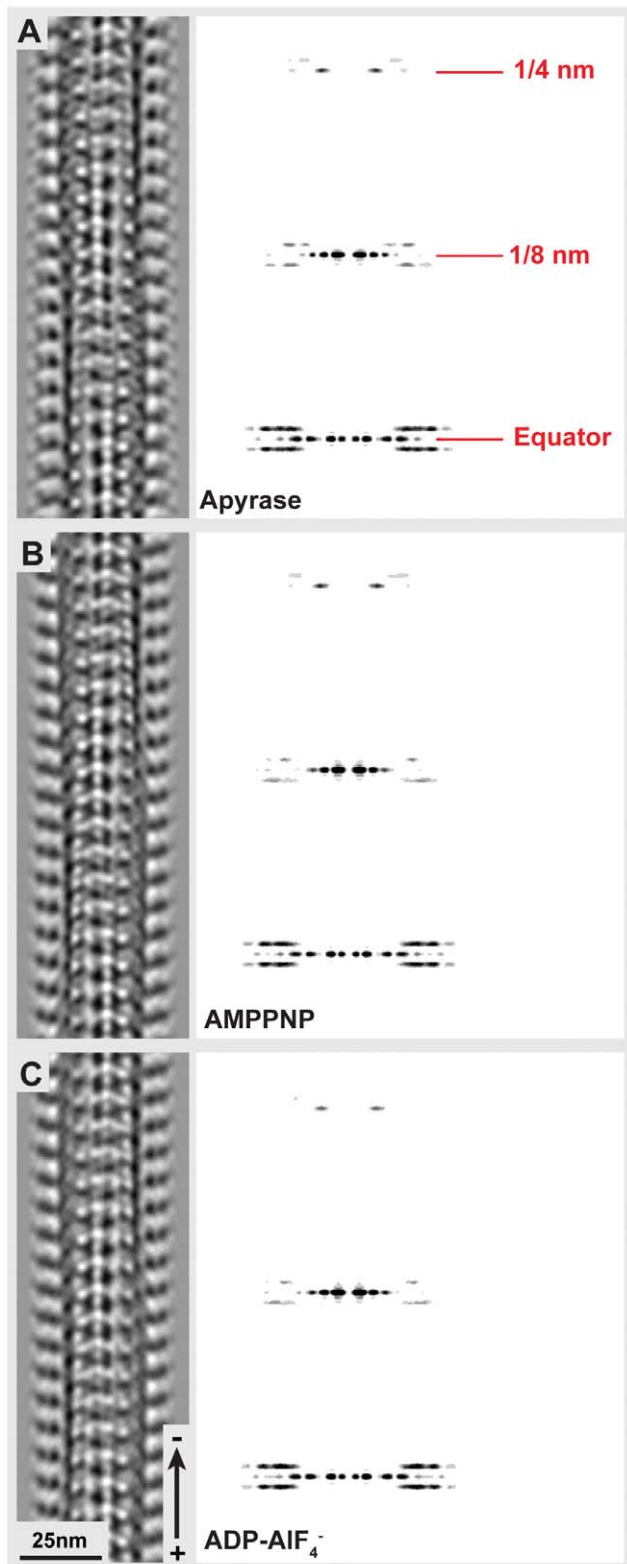 A
1/4 nm
1/8 nm
Equator
Apyrase
B
AMPPNP
C
-
+
25nm
ADP-AlF₄⁻